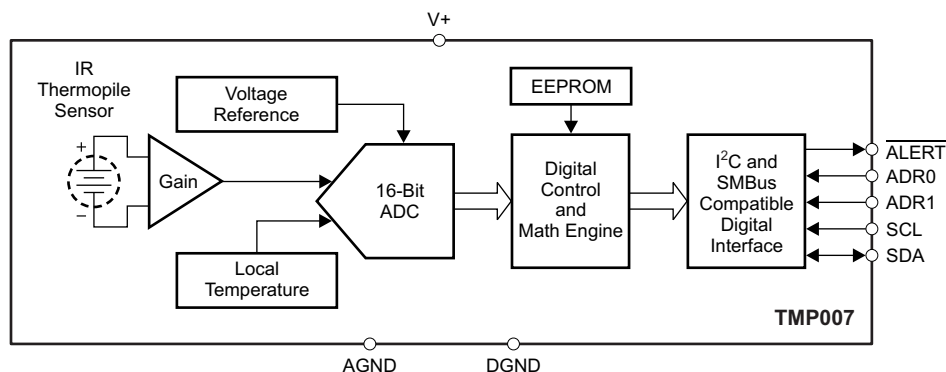 V+
IR
Thermopile
Sensor
Voltage
Reference
EEPROM
+
−
Gain
16-Bit
ADC
Digital
Control
and
Math Engine
I²C and
SMBus
Compatible
Digital
Interface
ALERT
ADR0
ADR1
SCL
SDA
Local
Temperature
TMP007
AGND
DGND